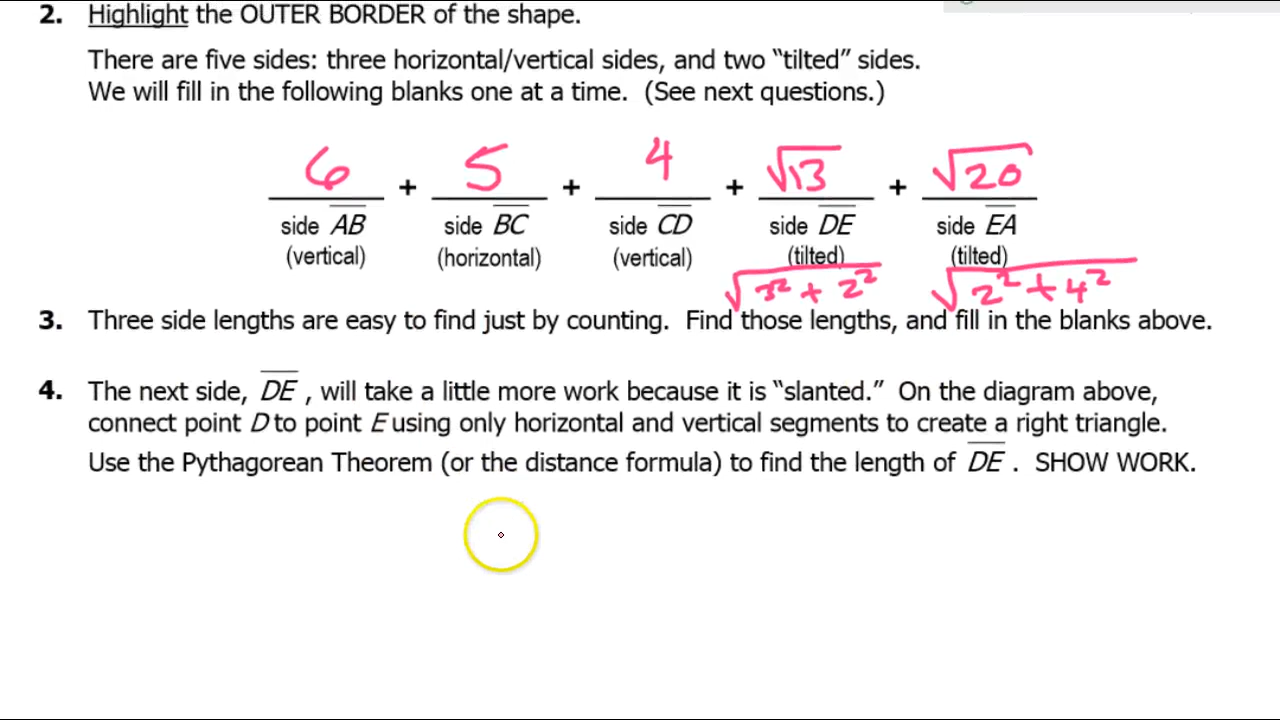 2. Highlight the OUTER BORDER of the shape.
There are five sides: three horizontal/vertical sides, and two “tilted” sides.
We will fill in the following blanks one at a time. (See next questions.)
6 + 5 + 4 + √13 + √20
side AB side BC side CD side DE side EA
(vertical) (horizontal) (vertical) (tilted) (tilted)
√3² + 2² √2² + 4²
3. Three side lengths are easy to find just by counting. Find those lengths, and fill in the blanks above.
4. The next side, DE , will take a little more work because it is “slanted.” On the diagram above,
connect point D to point E using only horizontal and vertical segments to create a right triangle.
Use the Pythagorean Theorem (or the distance formula) to find the length of DE . SHOW WORK.